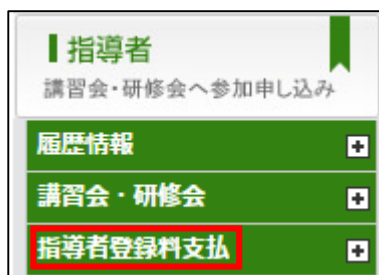 指導者
講習会・研修会へ参加申し込み
履歴情報
講習会・研修会
指導者登録料支払